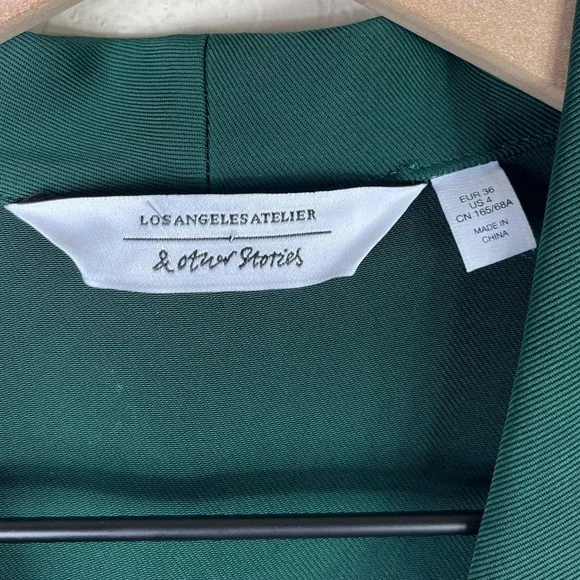 LOS ANGELES ATELIER
& other Stories
EUR 36
US 4
CN 165/68A
MADE IN
CHINA